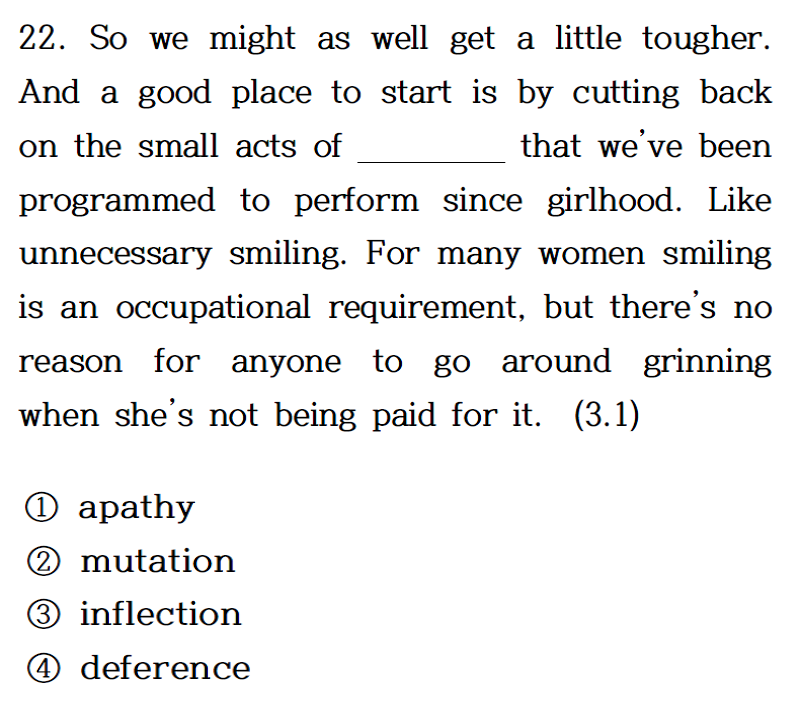 22. So we might as well get a little tougher.
And a good place to start is by cutting back
on the small acts of _________ that we've been
programmed to perform since girlhood. Like
unnecessary smiling. For many women smiling
is an occupational requirement, but there's no
reason for anyone to go around grinning
when she's not being paid for it. (3.1)
① apathy
② mutation
③ inflection
④ deference